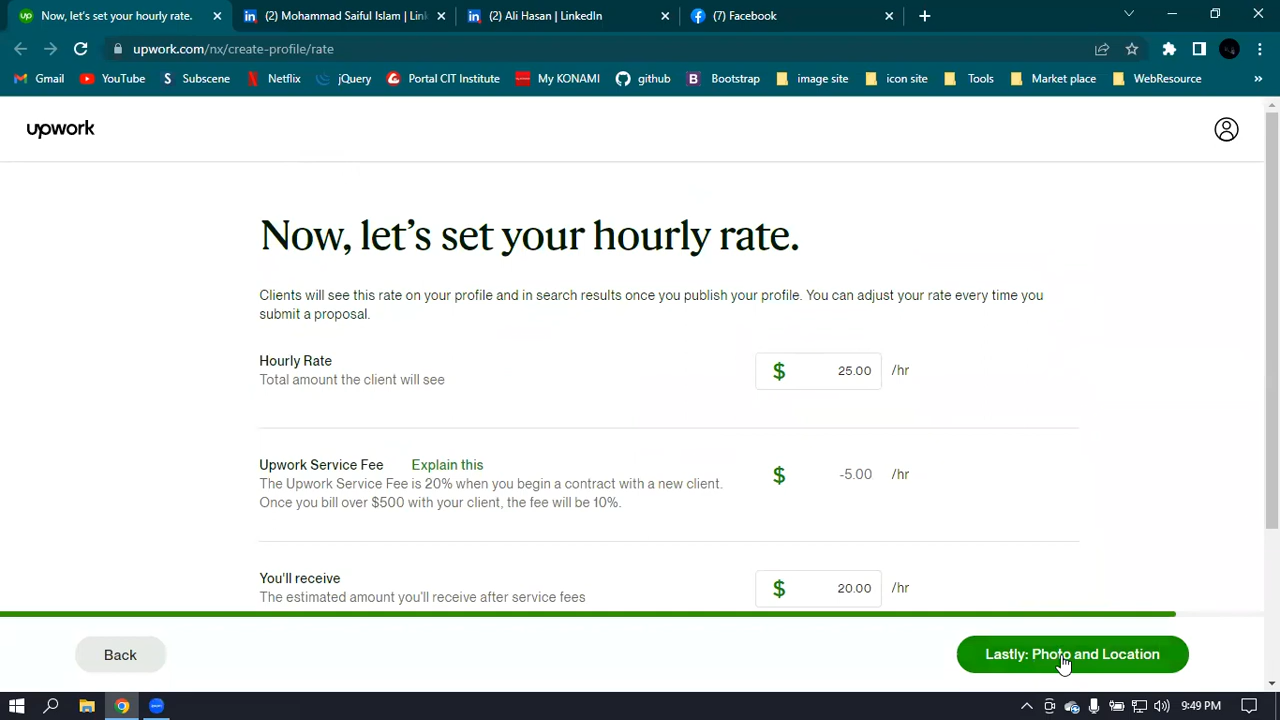 Now, let's set your hourly rate.
(2) Mohammad Saiful Islam | Link
(2) Ali Hasan | LinkedIn
(7) Facebook
upwork.com/nx/create-profile/rate
Gmail
YouTube
Subscene
Netflix
jQuery
Portal CIT Institute
My KONAMI
github
Bootstrap
image site
icon site
Tools
Market place
WebResource
upwork
Now, let's set your hourly rate.
Clients will see this rate on your profile and in search results once you publish your profile. You can adjust your rate every time you
submit a proposal.
Hourly Rate
Total amount the client will see
$ 25.00 /hr
Upwork Service Fee Explain this
The Upwork Service Fee is 20% when you begin a contract with a new client.
Once you bill over $500 with your client, the fee will be 10%.
$ -5.00 /hr
You'll receive
The estimated amount you'll receive after service fees
$ 20.00 /hr
Back
Lastly: Photo and Location
9:49 PM